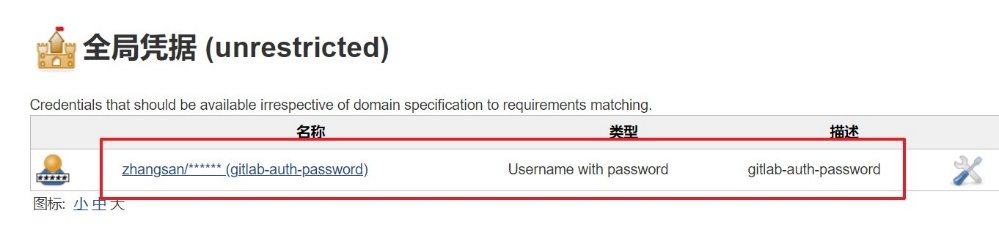 全局凭据 (unrestricted)
Credentials that should be available irrespective of domain specification to requirements matching.
名称 类型 描述
zhangsan/****** (gitlab-auth-password) Username with password gitlab-auth-password
图标: 小 中 大